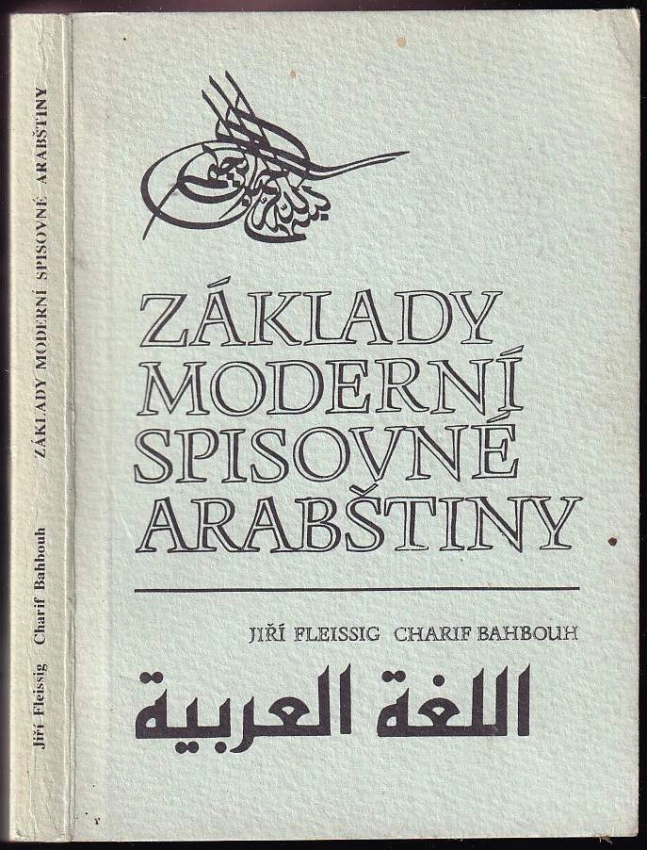 ZÁKLADY
MODERNÍ
SPISOVNÉ
ARABŠTINY
JIŘÍ FLEISSIG CHARIF BAHBOUH
اللغة العربية
Jiří Fleissig Charif Bahbouh ZÁKLADY MODERNÍ SPISOVNÉ ARABŠTINY